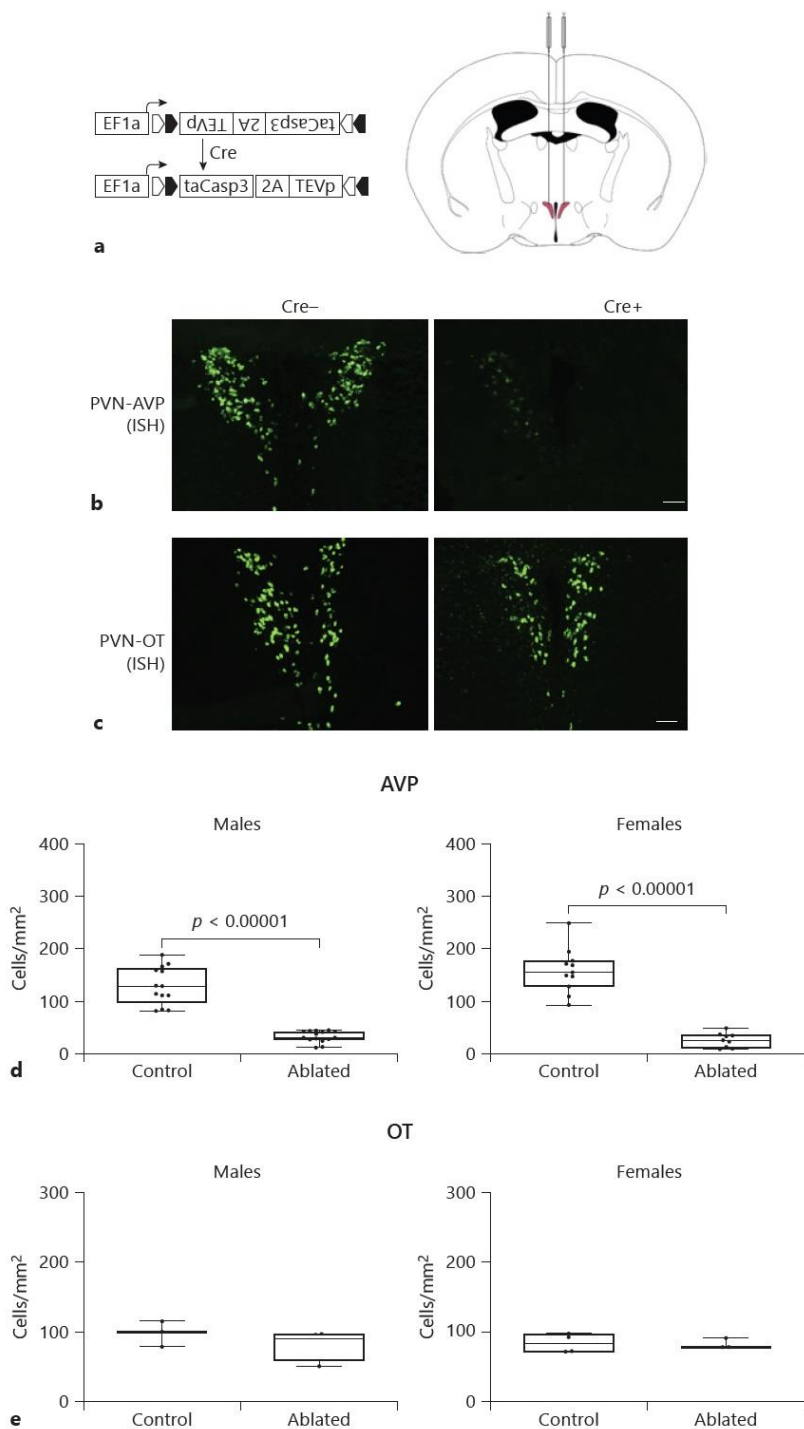 EF1a TEVp 2A taCasp3
Cre
EF1a taCasp3 2A TEVp
a
Cre– Cre+
PVN-AVP
(ISH)
b
PVN-OT
(ISH)
c
AVP
Males
400
300
200
100
0
Cells/mm²
p < 0.00001
Control Ablated
Females
400
300
200
100
0
Cells/mm²
p < 0.00001
Control Ablated
d
OT
Males
300
200
100
0
Cells/mm²
Control Ablated
Females
300
200
100
0
Cells/mm²
Control Ablated
e